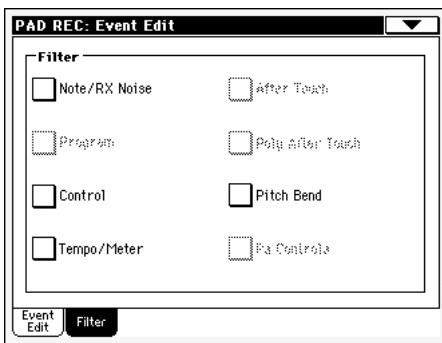 PAD REC: Event Edit
Filter
Note/RX Noise
After Touch
Program
Poly After Touch
Control
Pitch Bend
Tempo/Meter
Pa Controls
Event
Edit
Filter